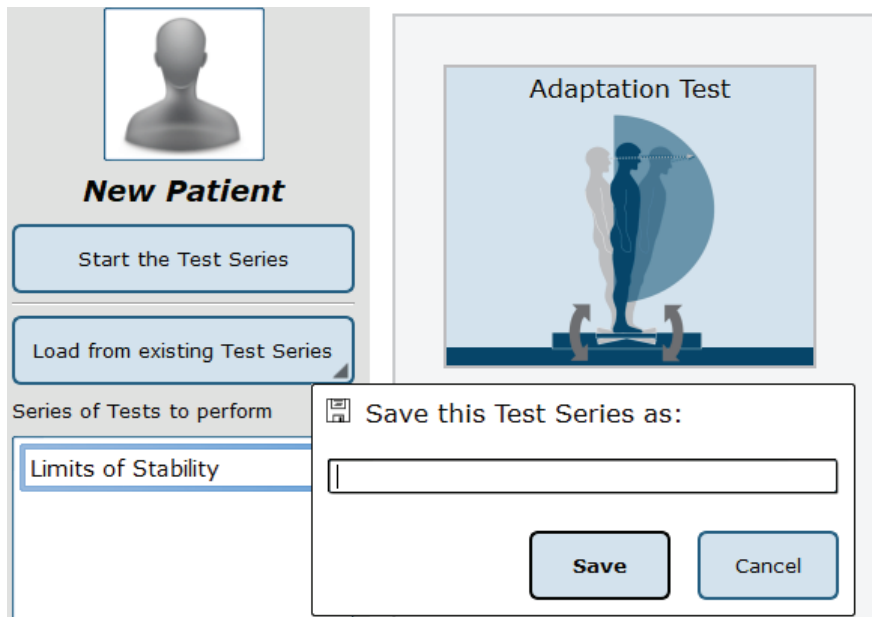 New Patient
Start the Test Series
Load from existing Test Series
Series of Tests to perform
Limits of Stability
Adaptation Test
Save this Test Series as:
Save
Cancel